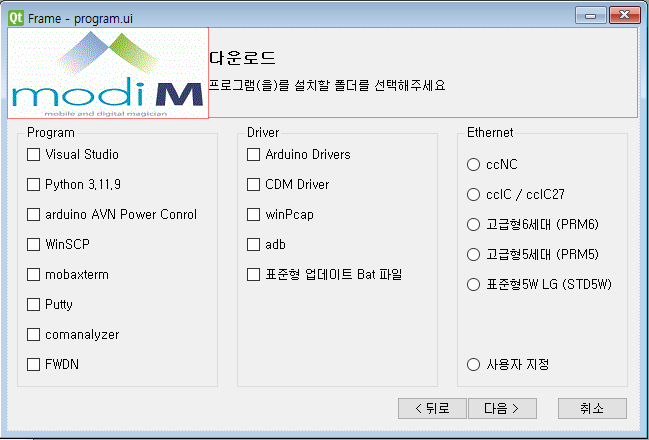 Qt Frame - program.ui
modi M
mobile and digital magician
다운로드
프로그램(을)를 설치할 폴더를 선택해주세요
Program
Visual Studio
Python 3.11.9
arduino AVN Power Conrol
WinSCP
mobaxterm
Putty
comanalyzer
FWDN
Driver
Arduino Drivers
CDM Driver
winPcap
adb
표준형 업데이트 Bat 파일
Ethernet
ccNC
ccIC / ccIC27
고급형6세대 (PRM6)
고급형5세대 (PRM5)
표준형5W LG (STD5W)
사용자 지정
< 뒤로
다음 >
취소